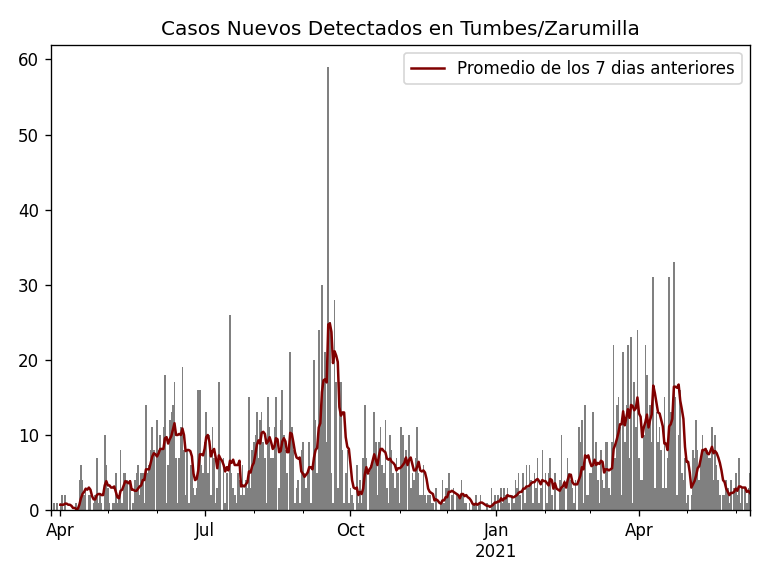 Casos Nuevos Detectados en Tumbes/Zarumilla
Promedio de los 7 dias anteriores
60
50
40
30
20
10
0
Apr Jul Oct Jan Apr
2021